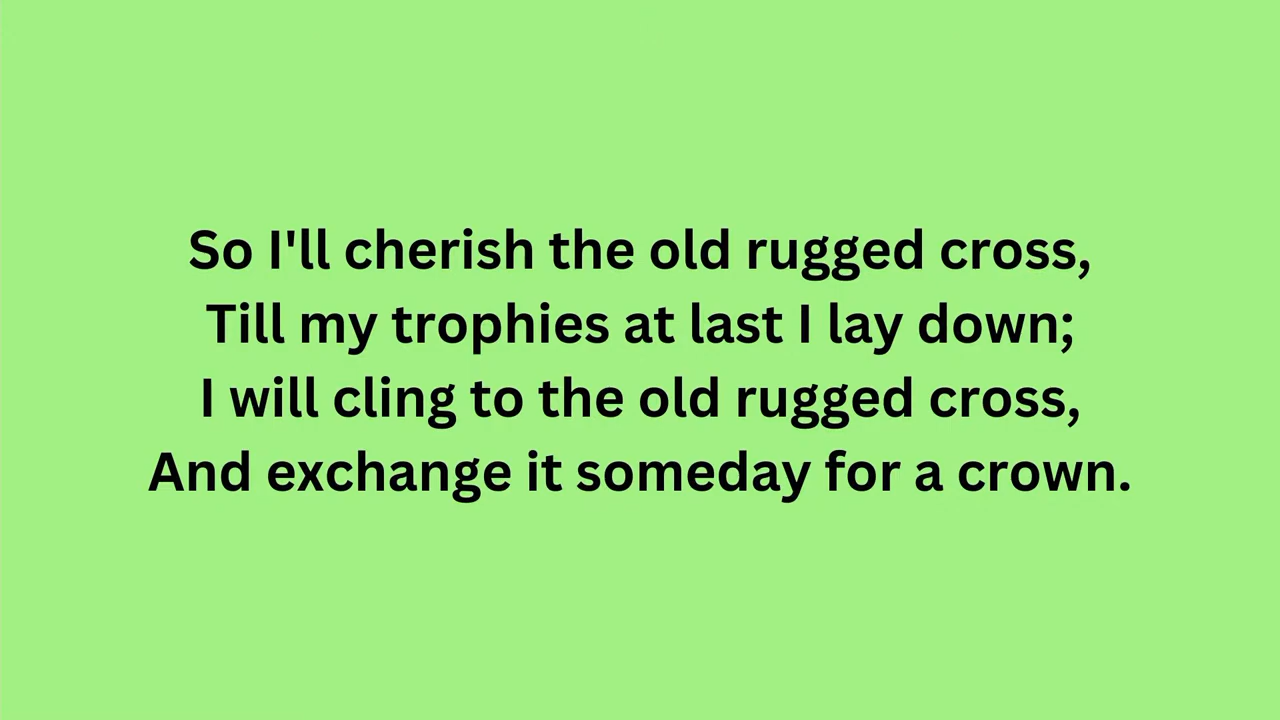 So I'll cherish the old rugged cross,
Till my trophies at last I lay down;
I will cling to the old rugged cross,
And exchange it someday for a crown.